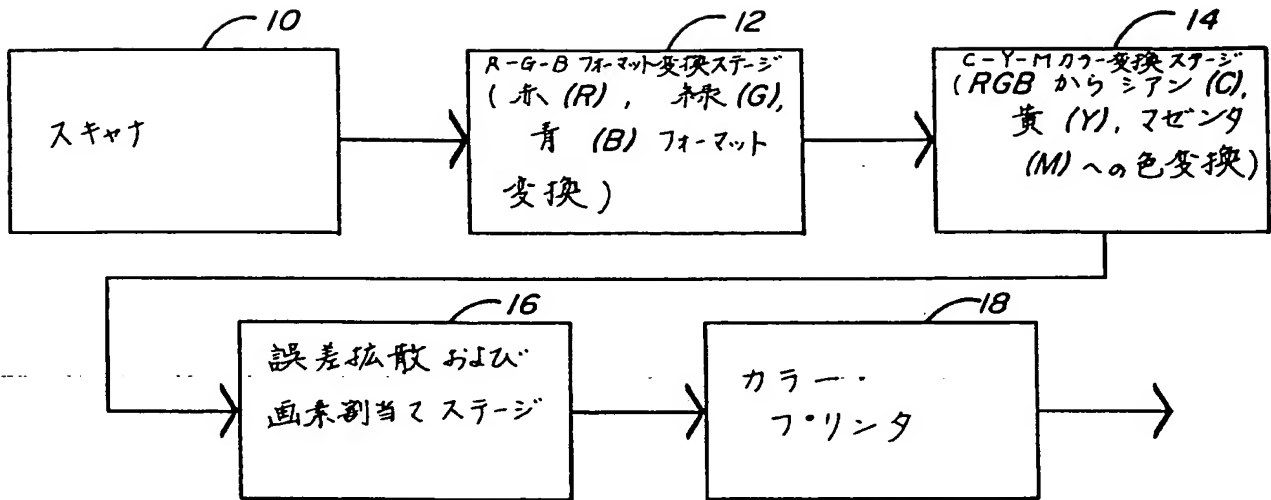 10
スキャナ
12
R-G-B フォーマット変換ステージ
(赤 (R), 緑 (G),
青 (B) フォーマット
変換)
14
C-Y-M カラー変換ステージ
(RGB から シアン (C),
黄 (Y), マゼンタ
(M) への色変換)
16
誤差拡散 および
画素割当て ステージ
18
カラー・
プリンタ